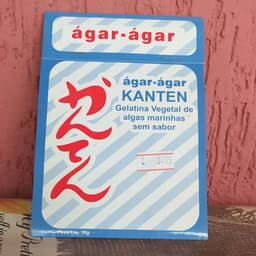 ágar-ágar
かんてん
ágar-ágar
KANTEN
Gelatina Vegetal de
algas marinhas
sem sabor